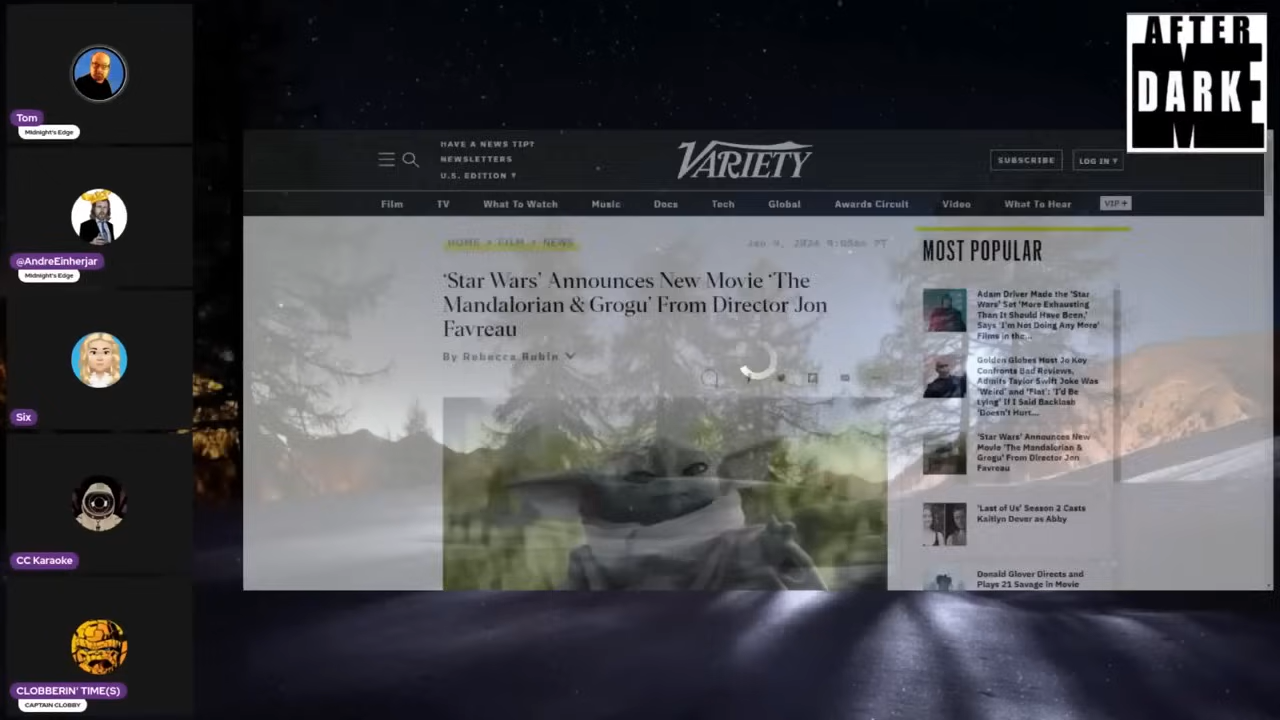 Tom
Midnight's Edge
@AndreEinherjar
Midnight's Edge
Six
CC Karaoke
CLOBBERIN' TIME(S)
CAPTAIN CLOBBY
AFTER
DARK
ME
HAVE A NEWS TIP?
NEWSLETTERS
U.S. EDITION
VARIETY
SUBSCRIBE
LOG IN
Film TV What To Watch Music Docs Tech Global Awards Circuit Video What To Hear VIP+
HOME > FILM > NEWS
'Star Wars' Announces New Movie 'The
Mandalorian & Grogu' From Director Jon
Favreau
By Rebecca Rubin
MOST POPULAR
Adam Driver Made the 'Star
Wars' Set 'More Exhausting
Than It Should Have Been,'
Says 'I'm Not Doing Any More'
Films in the...
Golden Globes Host Jo Koy
Confronts Bad Reviews,
Admits Taylor Swift Joke Was
'Weird' and 'Flat': 'I'd Be
Lying' If I Said Backlash
'Doesn't Hurt...
'Star Wars' Announces New
Movie 'The Mandalorian &
Grogu' From Director Jon
Favreau
'Last of Us' Season 2 Casts
Kaitlyn Dever as Abby
Donald Glover Directs and
Plays 21 Savage in Movie